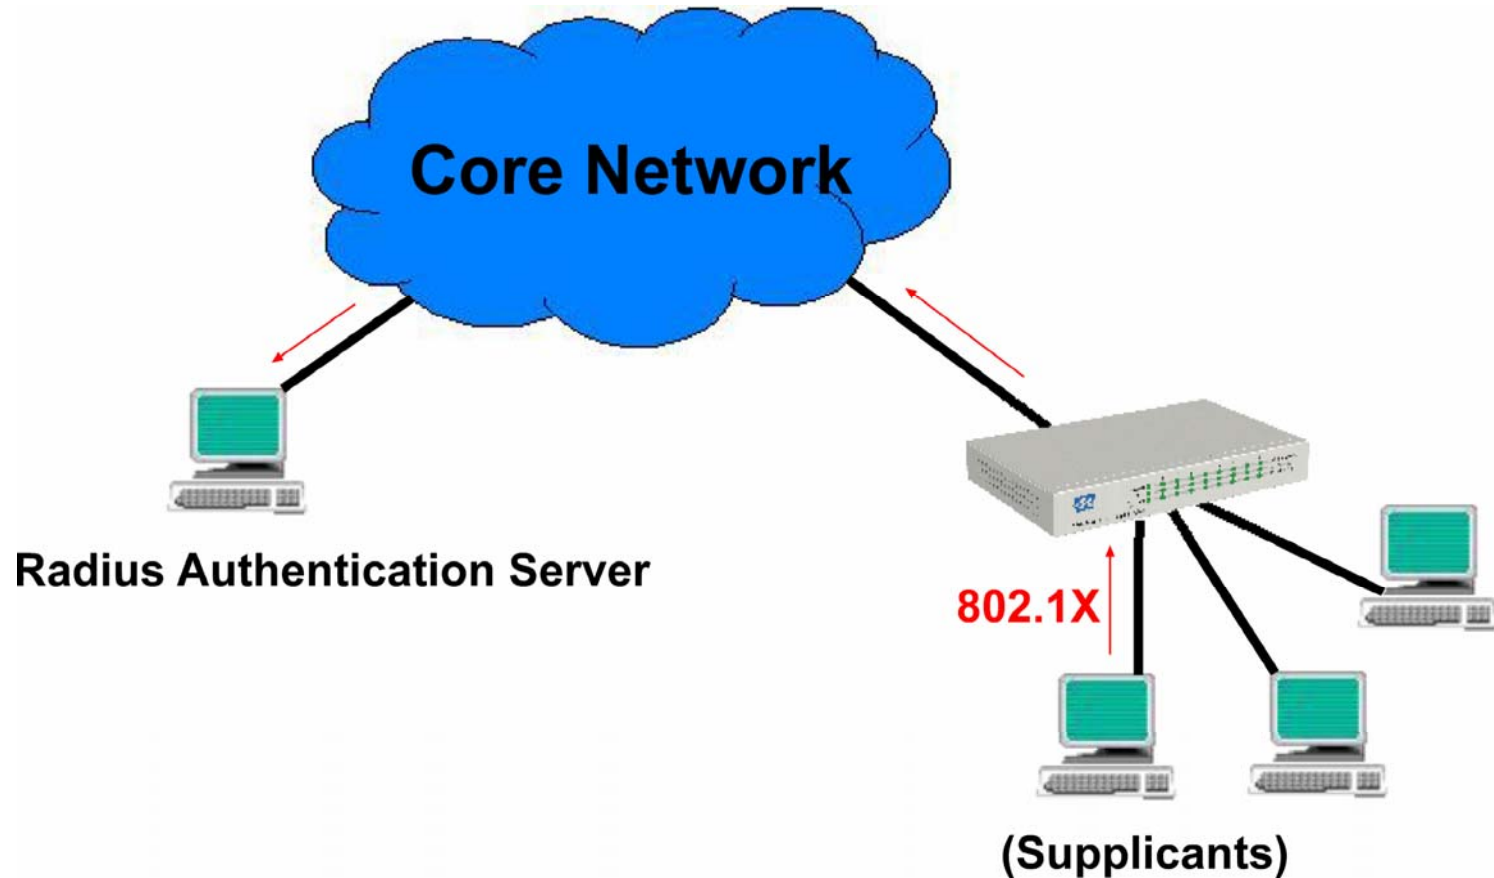 Core Network
Radius Authentication Server
802.1X
(Supplicants)